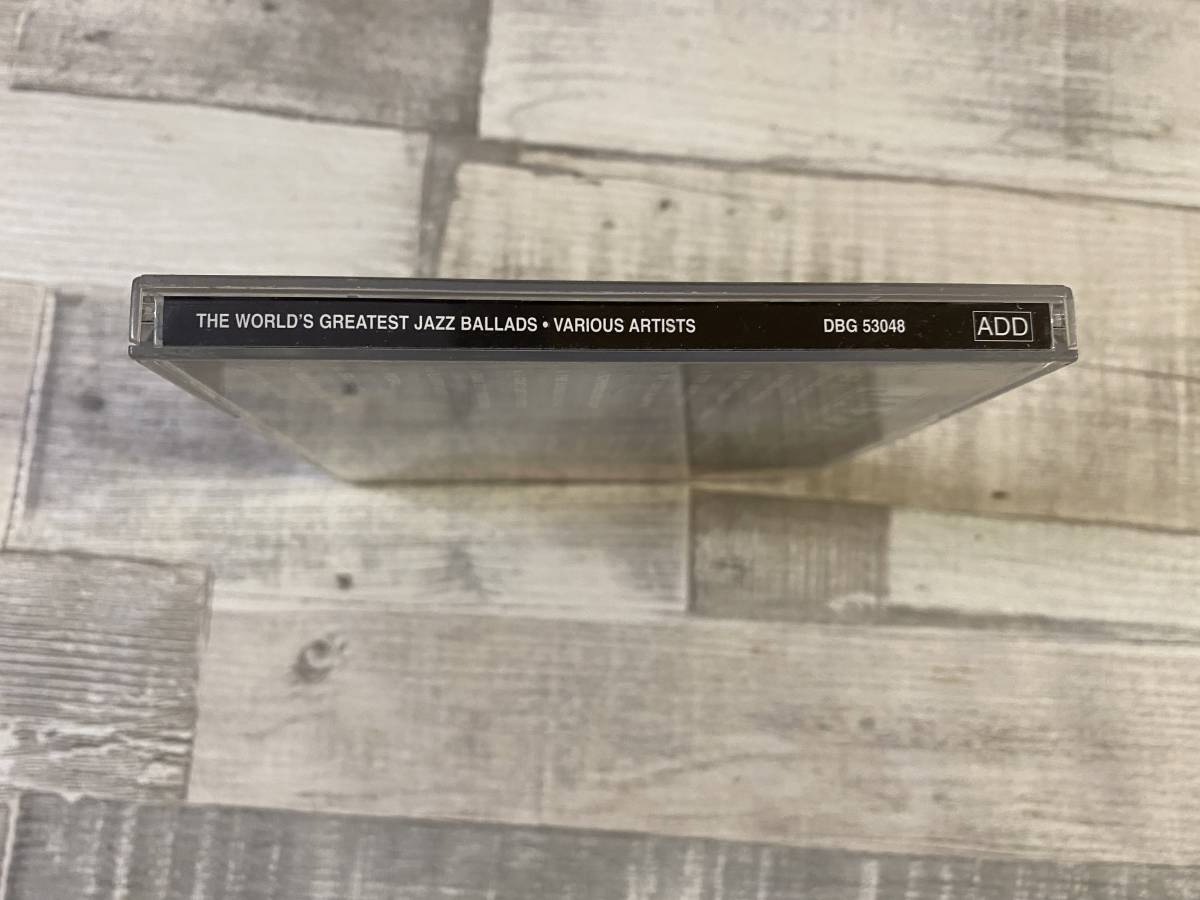 THE WORLD'S GREATEST JAZZ BALLADS • VARIOUS ARTISTS DBG 53048 ADD